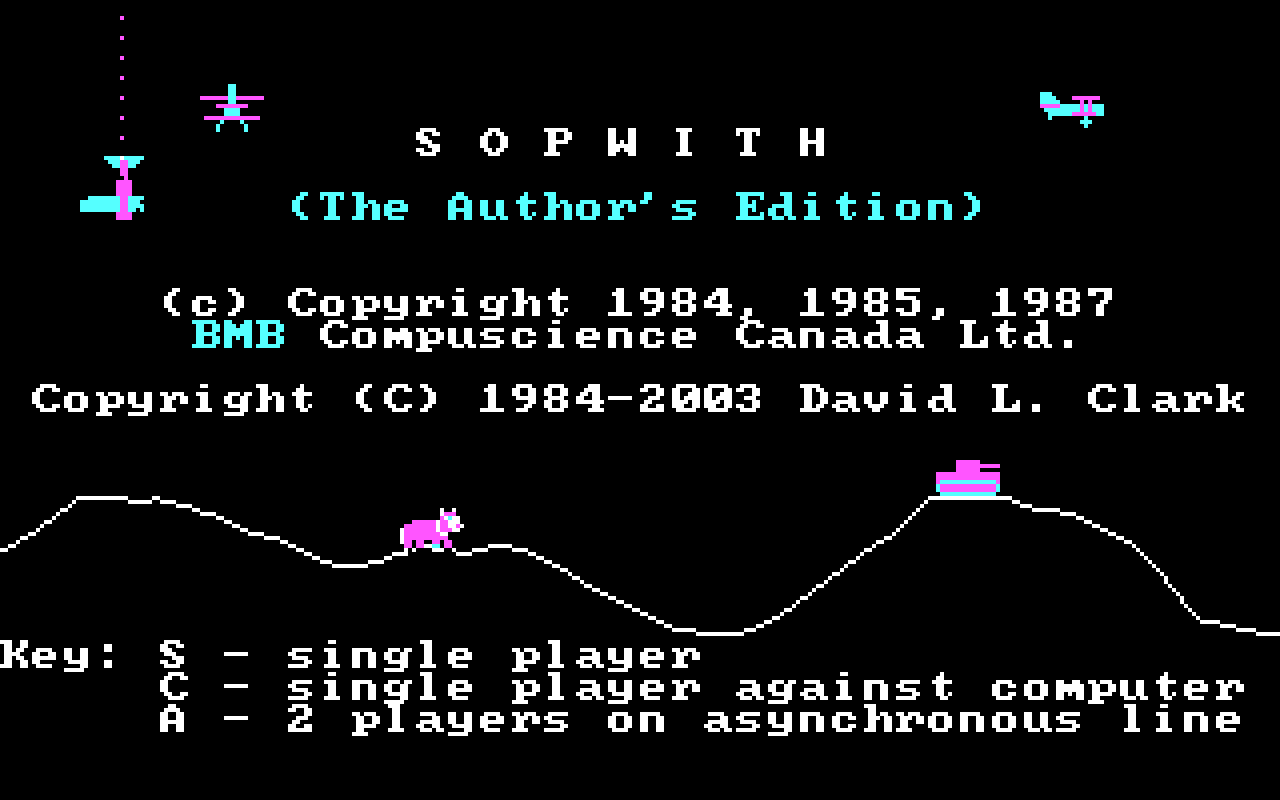 S O P W I T H
(The Author's Edition)
(c) Copyright 1984, 1985, 1987
BMB Compuscience Canada Ltd.
Copyright (C) 1984-2003 David L. Clark
Key: S - single player
C - single player against computer
A - 2 players on asynchronous line